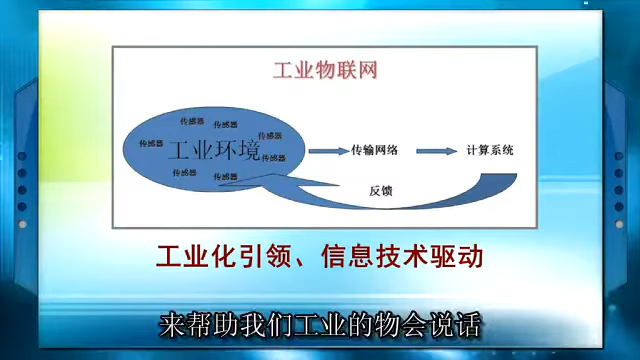 工业物联网
传感器 传感器
传感器 传感器
工业环境
传感器
传感器 传感器
传输网络
计算系统
反馈
工业化引领、信息技术驱动
来帮助我们工业的物会说话